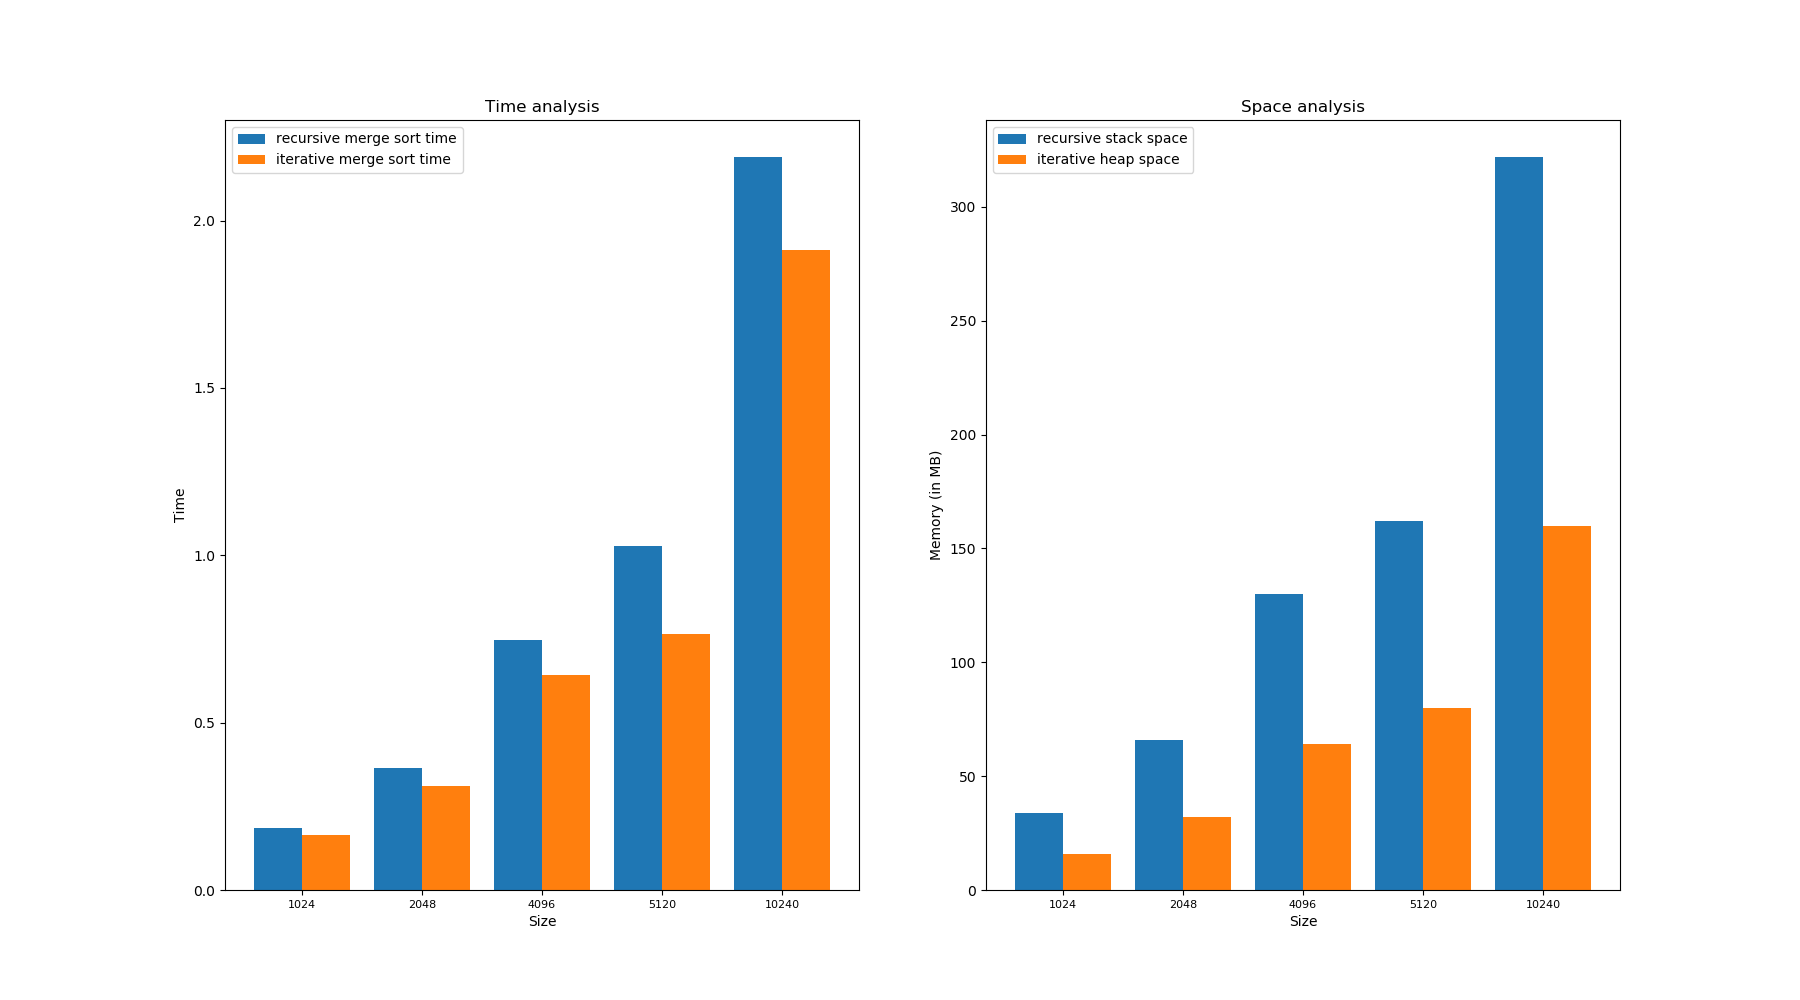 Time analysis
recursive merge sort time
iterative merge sort time
2.0
1.5
1.0
0.5
0.0
Time
1024 2048 4096 5120 10240
Size
Space analysis
recursive stack space
iterative heap space
300
250
200
150
100
50
0
Memory (in MB)
1024 2048 4096 5120 10240
Size